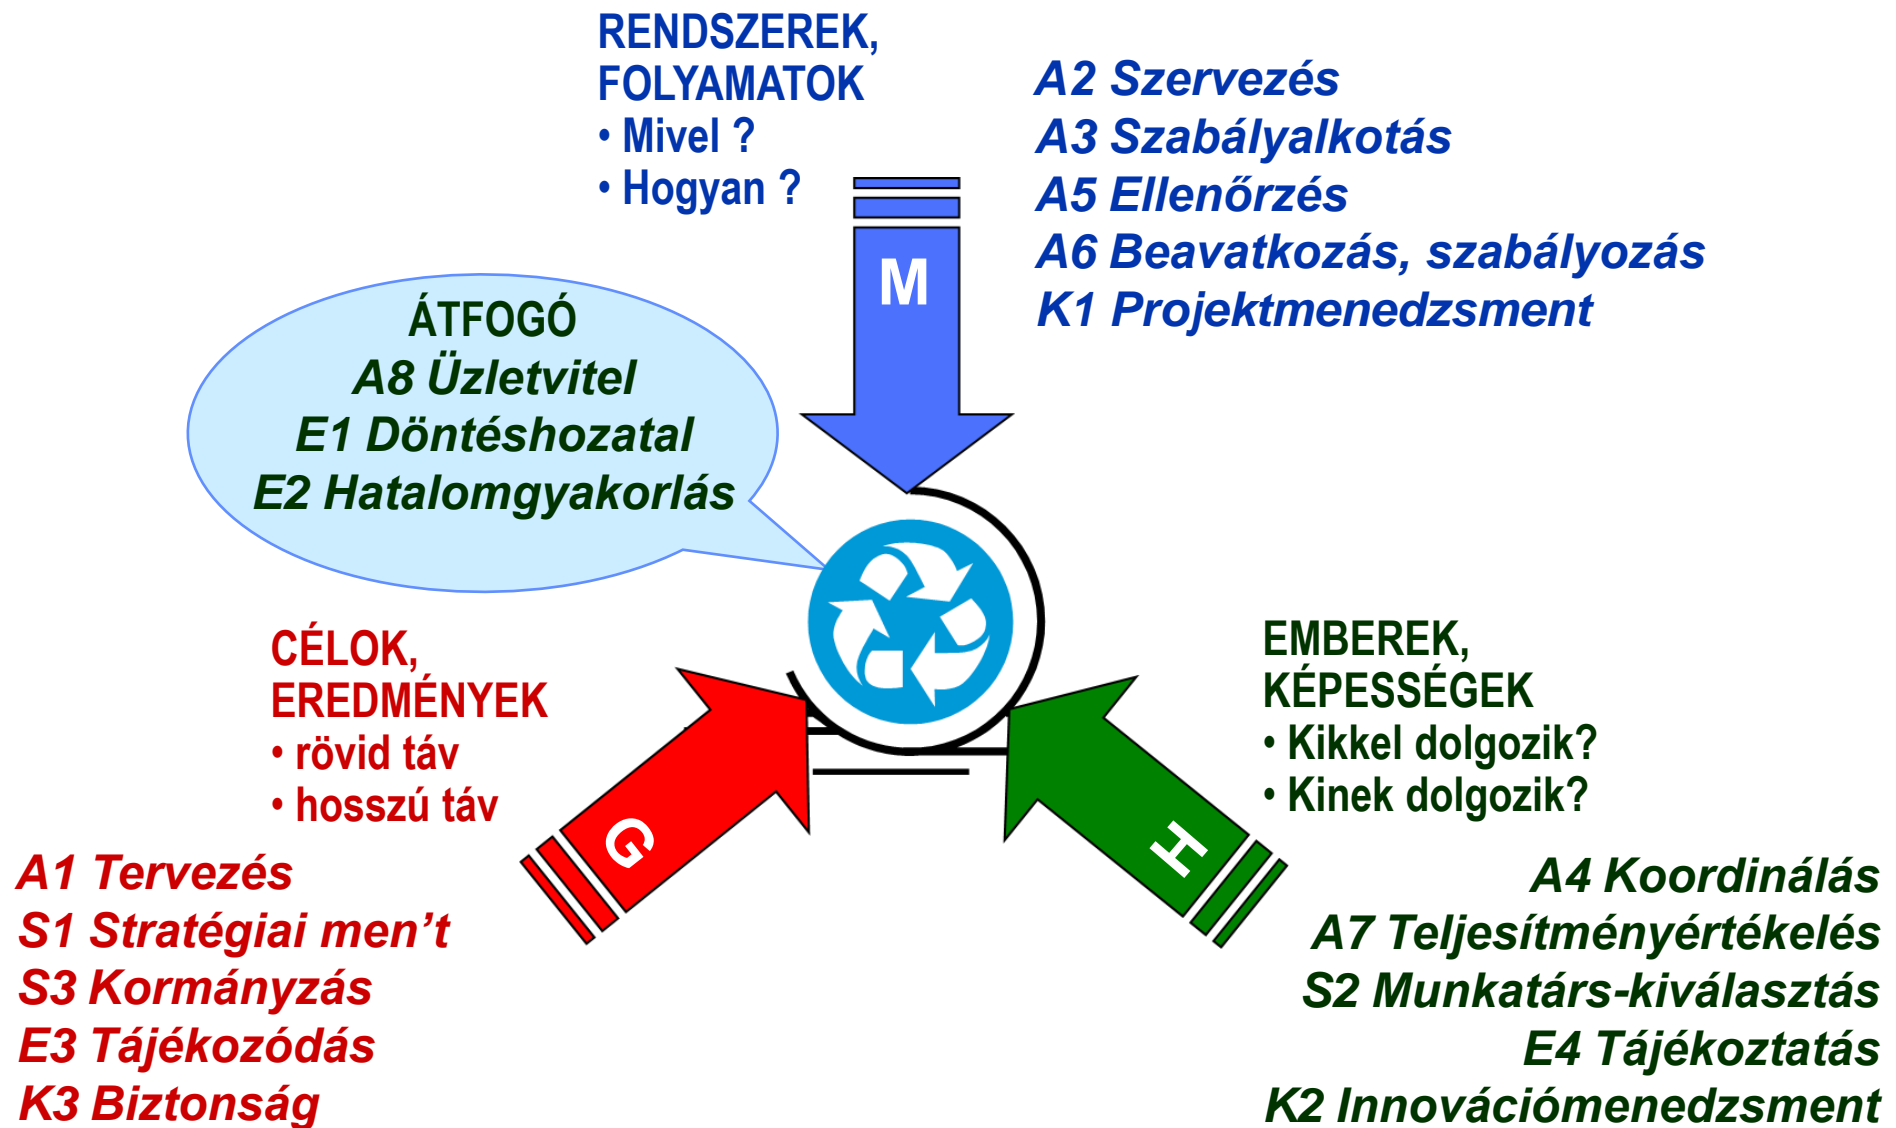 RENDSZEREK,
FOLYAMATOK
• Mivel ?
• Hogyan ?
A2 Szervezés
A3 Szabályalkotás
A5 Ellenőrzés
A6 Beavatkozás, szabályozás
K1 Projektmenedzsment
M
ÁTFOGÓ
A8 Üzletvitel
E1 Döntéshozatal
E2 Hatalomgyakorlás
CÉLOK,
EREDMÉNYEK
• rövid táv
• hosszú táv
G
A1 Tervezés
S1 Stratégiai men’t
S3 Kormányzás
E3 Tájékozódás
K3 Biztonság
EMBEREK,
KÉPESSÉGEK
• Kikkel dolgozik?
• Kinek dolgozik?
H
A4 Koordinálás
A7 Teljesítményértékelés
S2 Munkatárs-kiválasztás
E4 Tájékoztatás
K2 Innovációmenedzsment